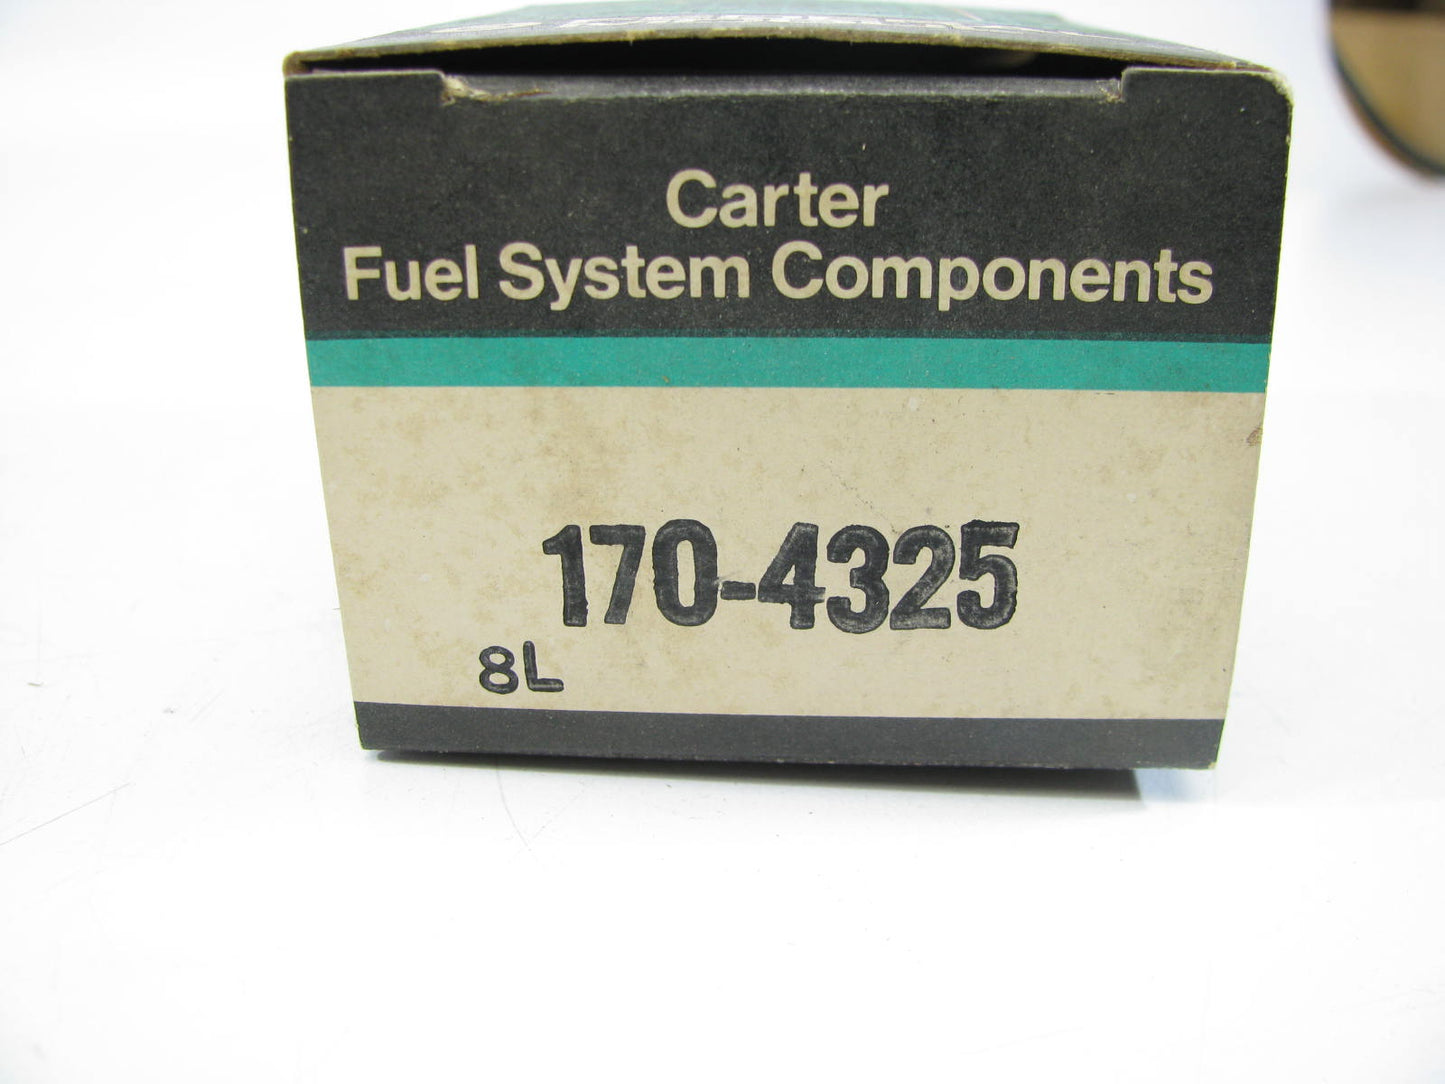 Carter
Fuel System Components
170-4325
8L